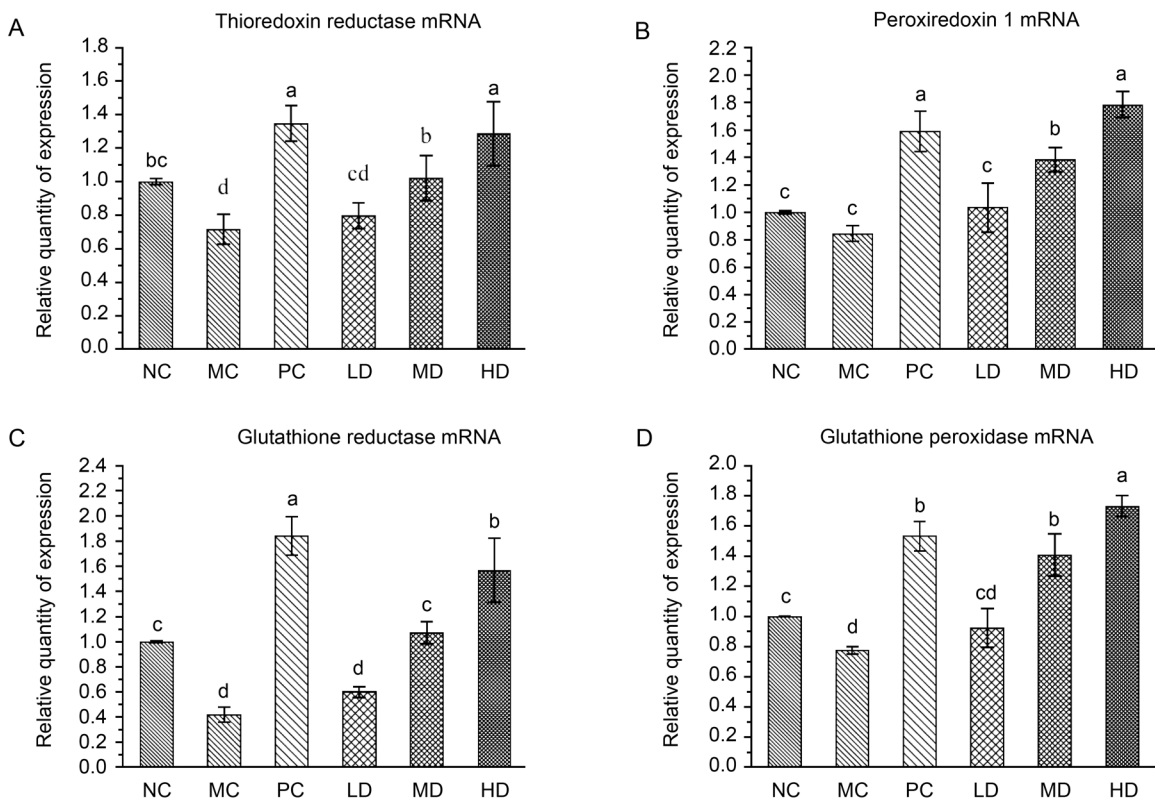 A
Thioredoxin reductase mRNA
Relative quantity of expression
1.8
1.6
1.4
1.2
1.0
0.8
0.6
0.4
0.2
0.0
bc
d
a
cd
b
a
NC MC PC LD MD HD
B
Peroxiredoxin 1 mRNA
Relative quantity of expression
2.2
2.0
1.8
1.6
1.4
1.2
1.0
0.8
0.6
0.4
0.2
0.0
c
c
a
c
b
a
NC MC PC LD MD HD
C
Glutathione reductase mRNA
Relative quantity of expression
2.4
2.2
2.0
1.8
1.6
1.4
1.2
1.0
0.8
0.6
0.4
0.2
0.0
c
d
a
d
c
b
NC MC PC LD MD HD
D
Glutathione peroxidase mRNA
Relative quantity of expression
2.0
1.8
1.6
1.4
1.2
1.0
0.8
0.6
0.4
0.2
0.0
c
d
b
cd
b
a
NC MC PC LD MD HD